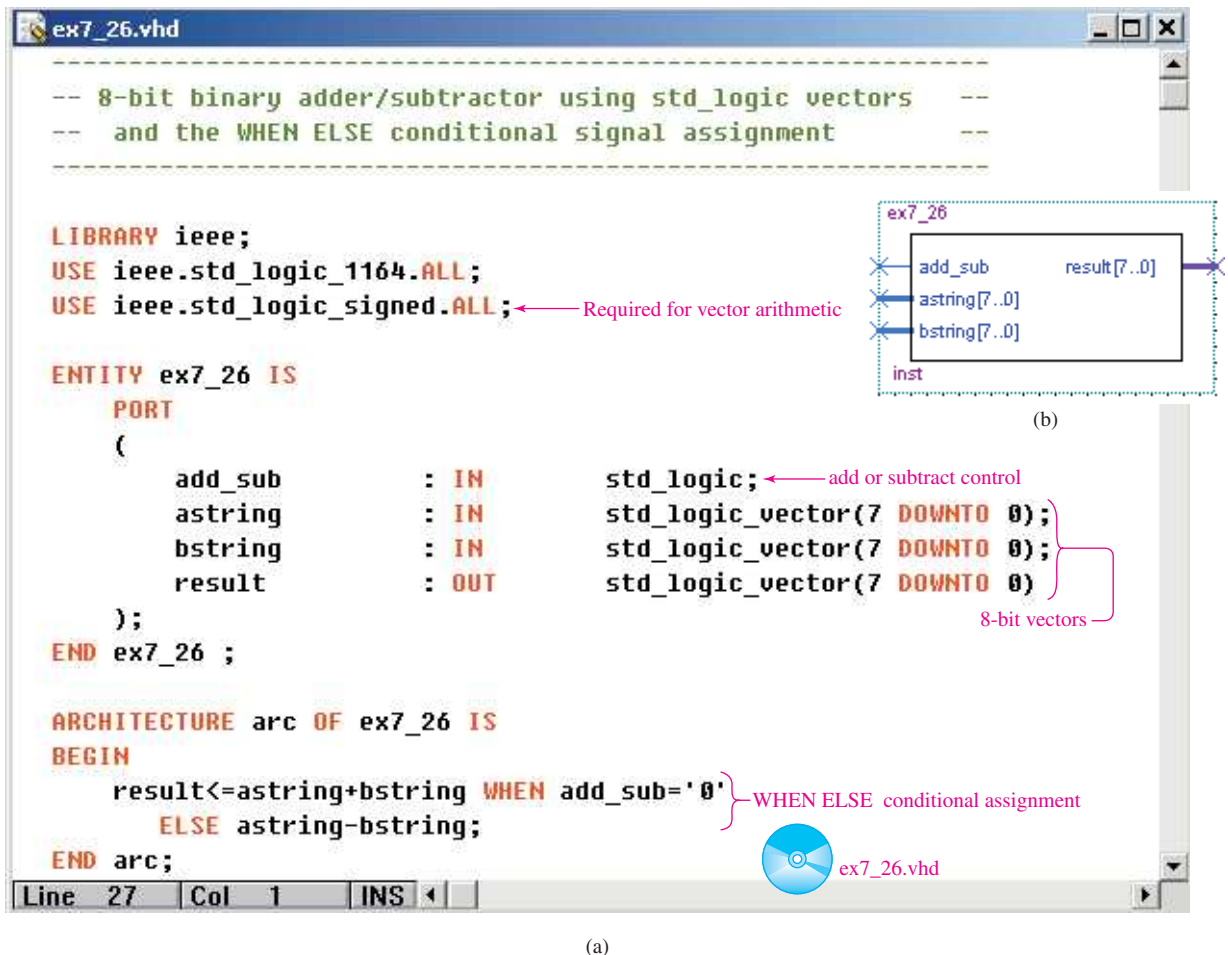 ex7_26.vhd
---------------------------------------------------------------
-- 8-bit binary adder/subtractor using std_logic vectors --
-- and the WHEN ELSE conditional signal assignment --
---------------------------------------------------------------
LIBRARY ieee;
USE ieee.std_logic_1164.ALL;
USE ieee.std_logic_signed.ALL;
Required for vector arithmetic
ex7_26
add_sub result[7..0]
astring[7..0]
bstring[7..0]
inst
(b)
ENTITY ex7_26 IS
PORT
(
add_sub : IN std_logic;
add or subtract control
astring : IN std_logic_vector(7 DOWNTO 0);
bstring : IN std_logic_vector(7 DOWNTO 0);
result : OUT std_logic_vector(7 DOWNTO 0)
8-bit vectors
);
END ex7_26 ;
ARCHITECTURE arc OF ex7_26 IS
BEGIN
result<=astring+bstring WHEN add_sub='0'
ELSE astring-bstring;
WHEN ELSE conditional assignment
END arc;
ex7_26.vhd
Line 27 Col 1 INS
(a)